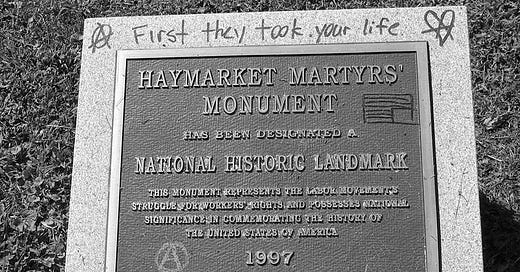 First they took your life
HAYMARKET MARTYRS'
MONUMENT
HAS BEEN DESIGNATED A
NATIONAL HISTORIC LANDMARK
THIS MONUMENT REPRESENTS THE LABOR MOVEMENT'S
STRUGGLE FOR WORKERS' RIGHTS AND POSSESSES NATIONAL
SIGNIFICANCE IN COMMEMORATING THE HISTORY OF
THE UNITED STATES OF AMERICA
1997